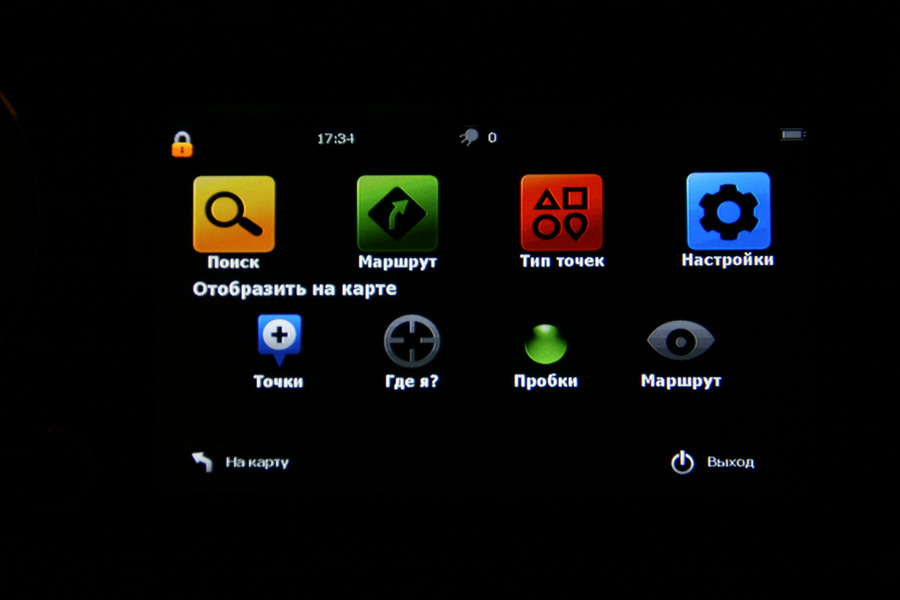 17:34 0
Поиск Маршрут Тип точек Настройки
Отобразить на карте
Точки Где я? Пробки Маршрут
На карту Выход